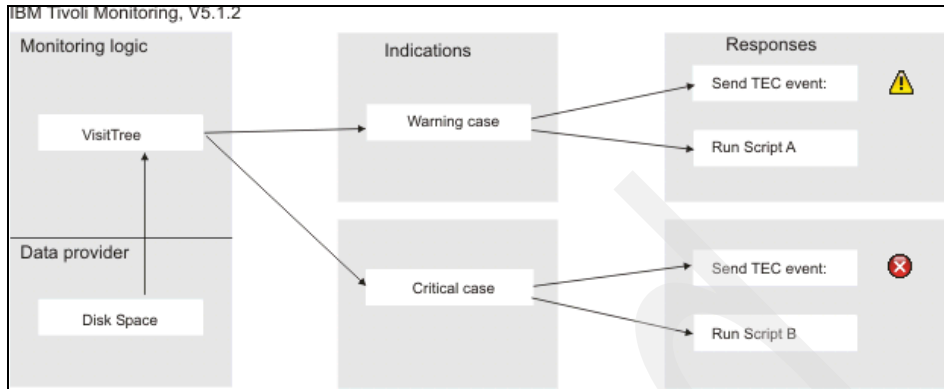 IBM Tivoli Monitoring, V5.1.2
Monitoring logic
VisitTree
Data provider
Disk Space
Indications
Warning case
Critical case
Responses
Send TEC event:
Run Script A
Send TEC event:
Run Script B